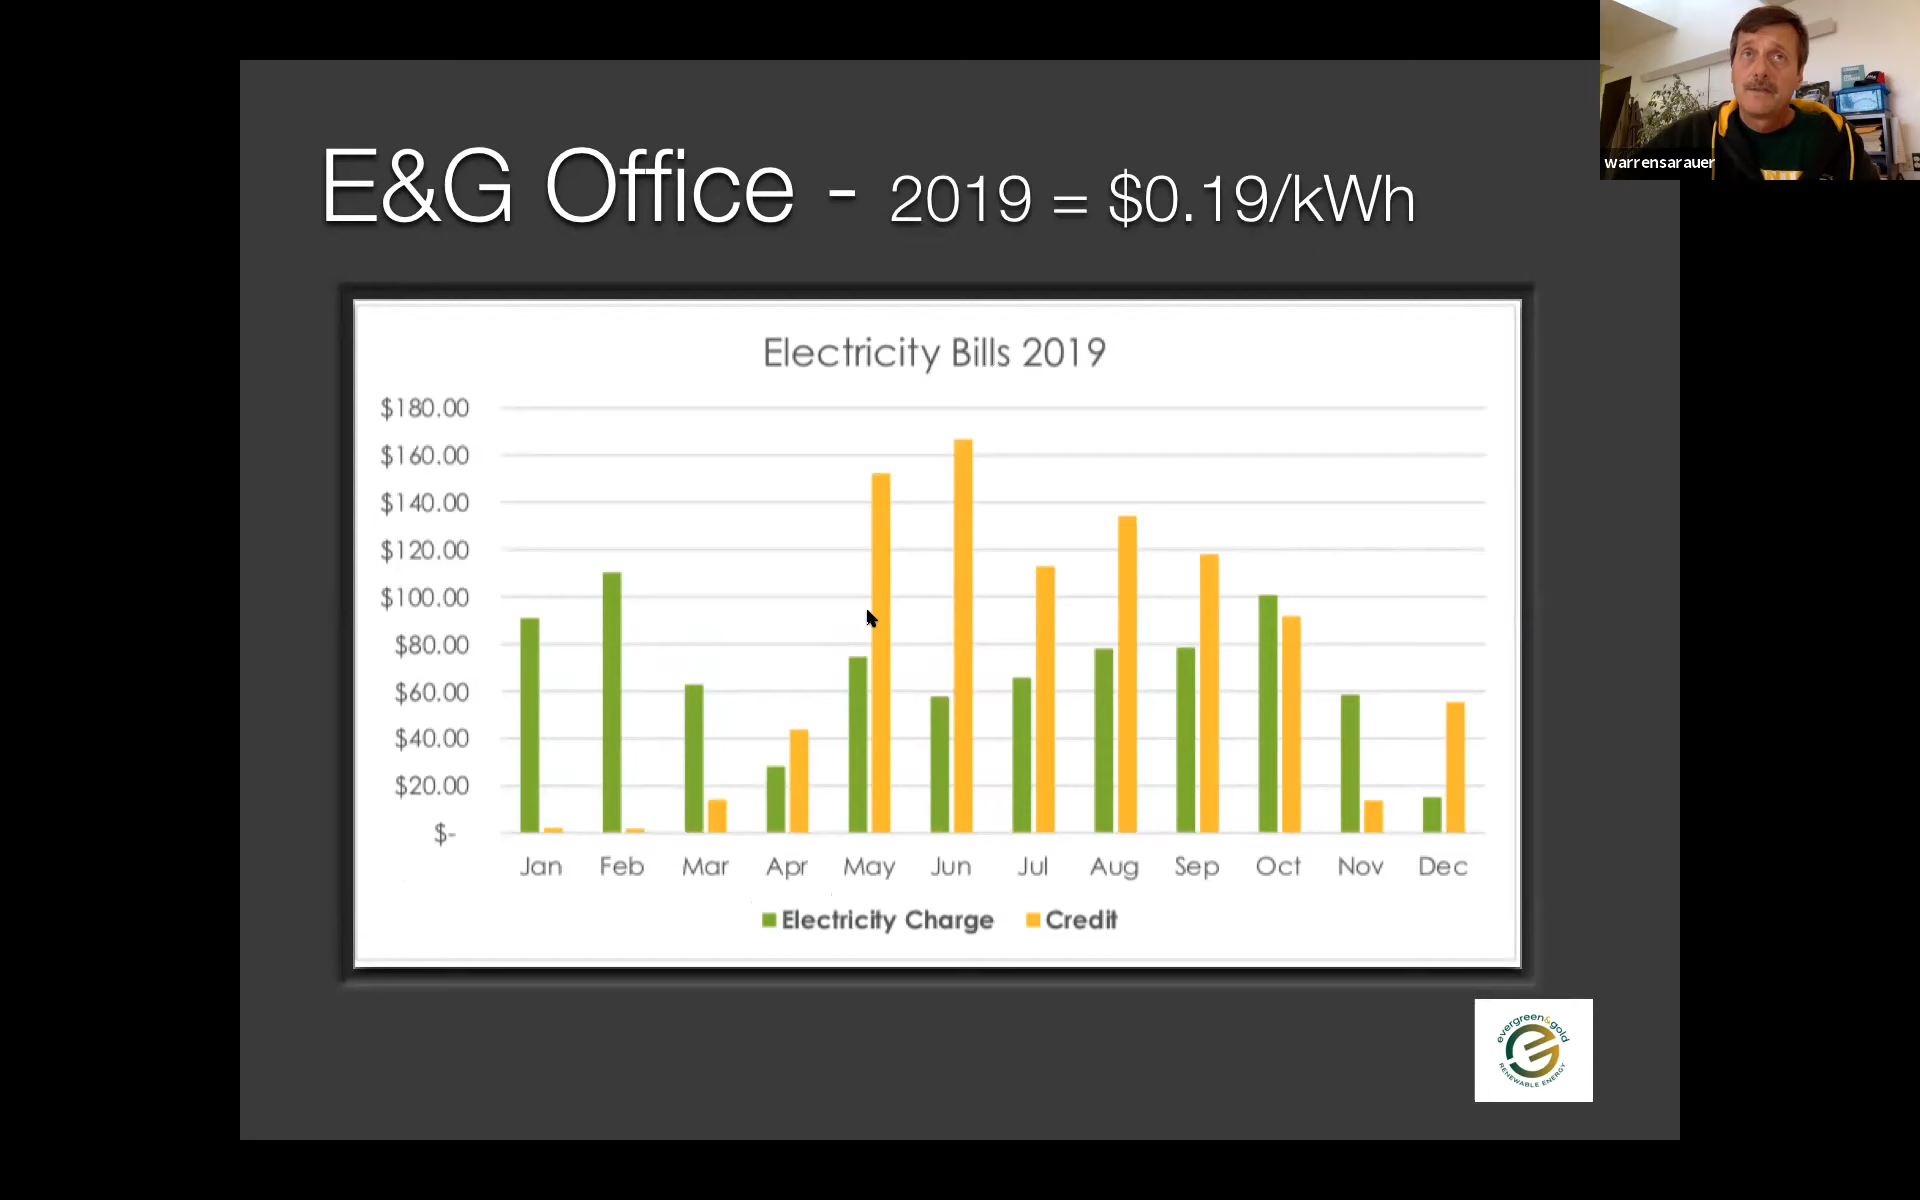 warrensarauer
E&G Office - 2019 = $0.19/kWh
Electricity Bills 2019
$180.00
$160.00
$140.00
$120.00
$100.00
$80.00
$60.00
$40.00
$20.00
$-
Jan Feb Mar Apr May Jun Jul Aug Sep Oct Nov Dec
Electricity Charge Credit
evergreen&gold
RENEWABLE ENERGY